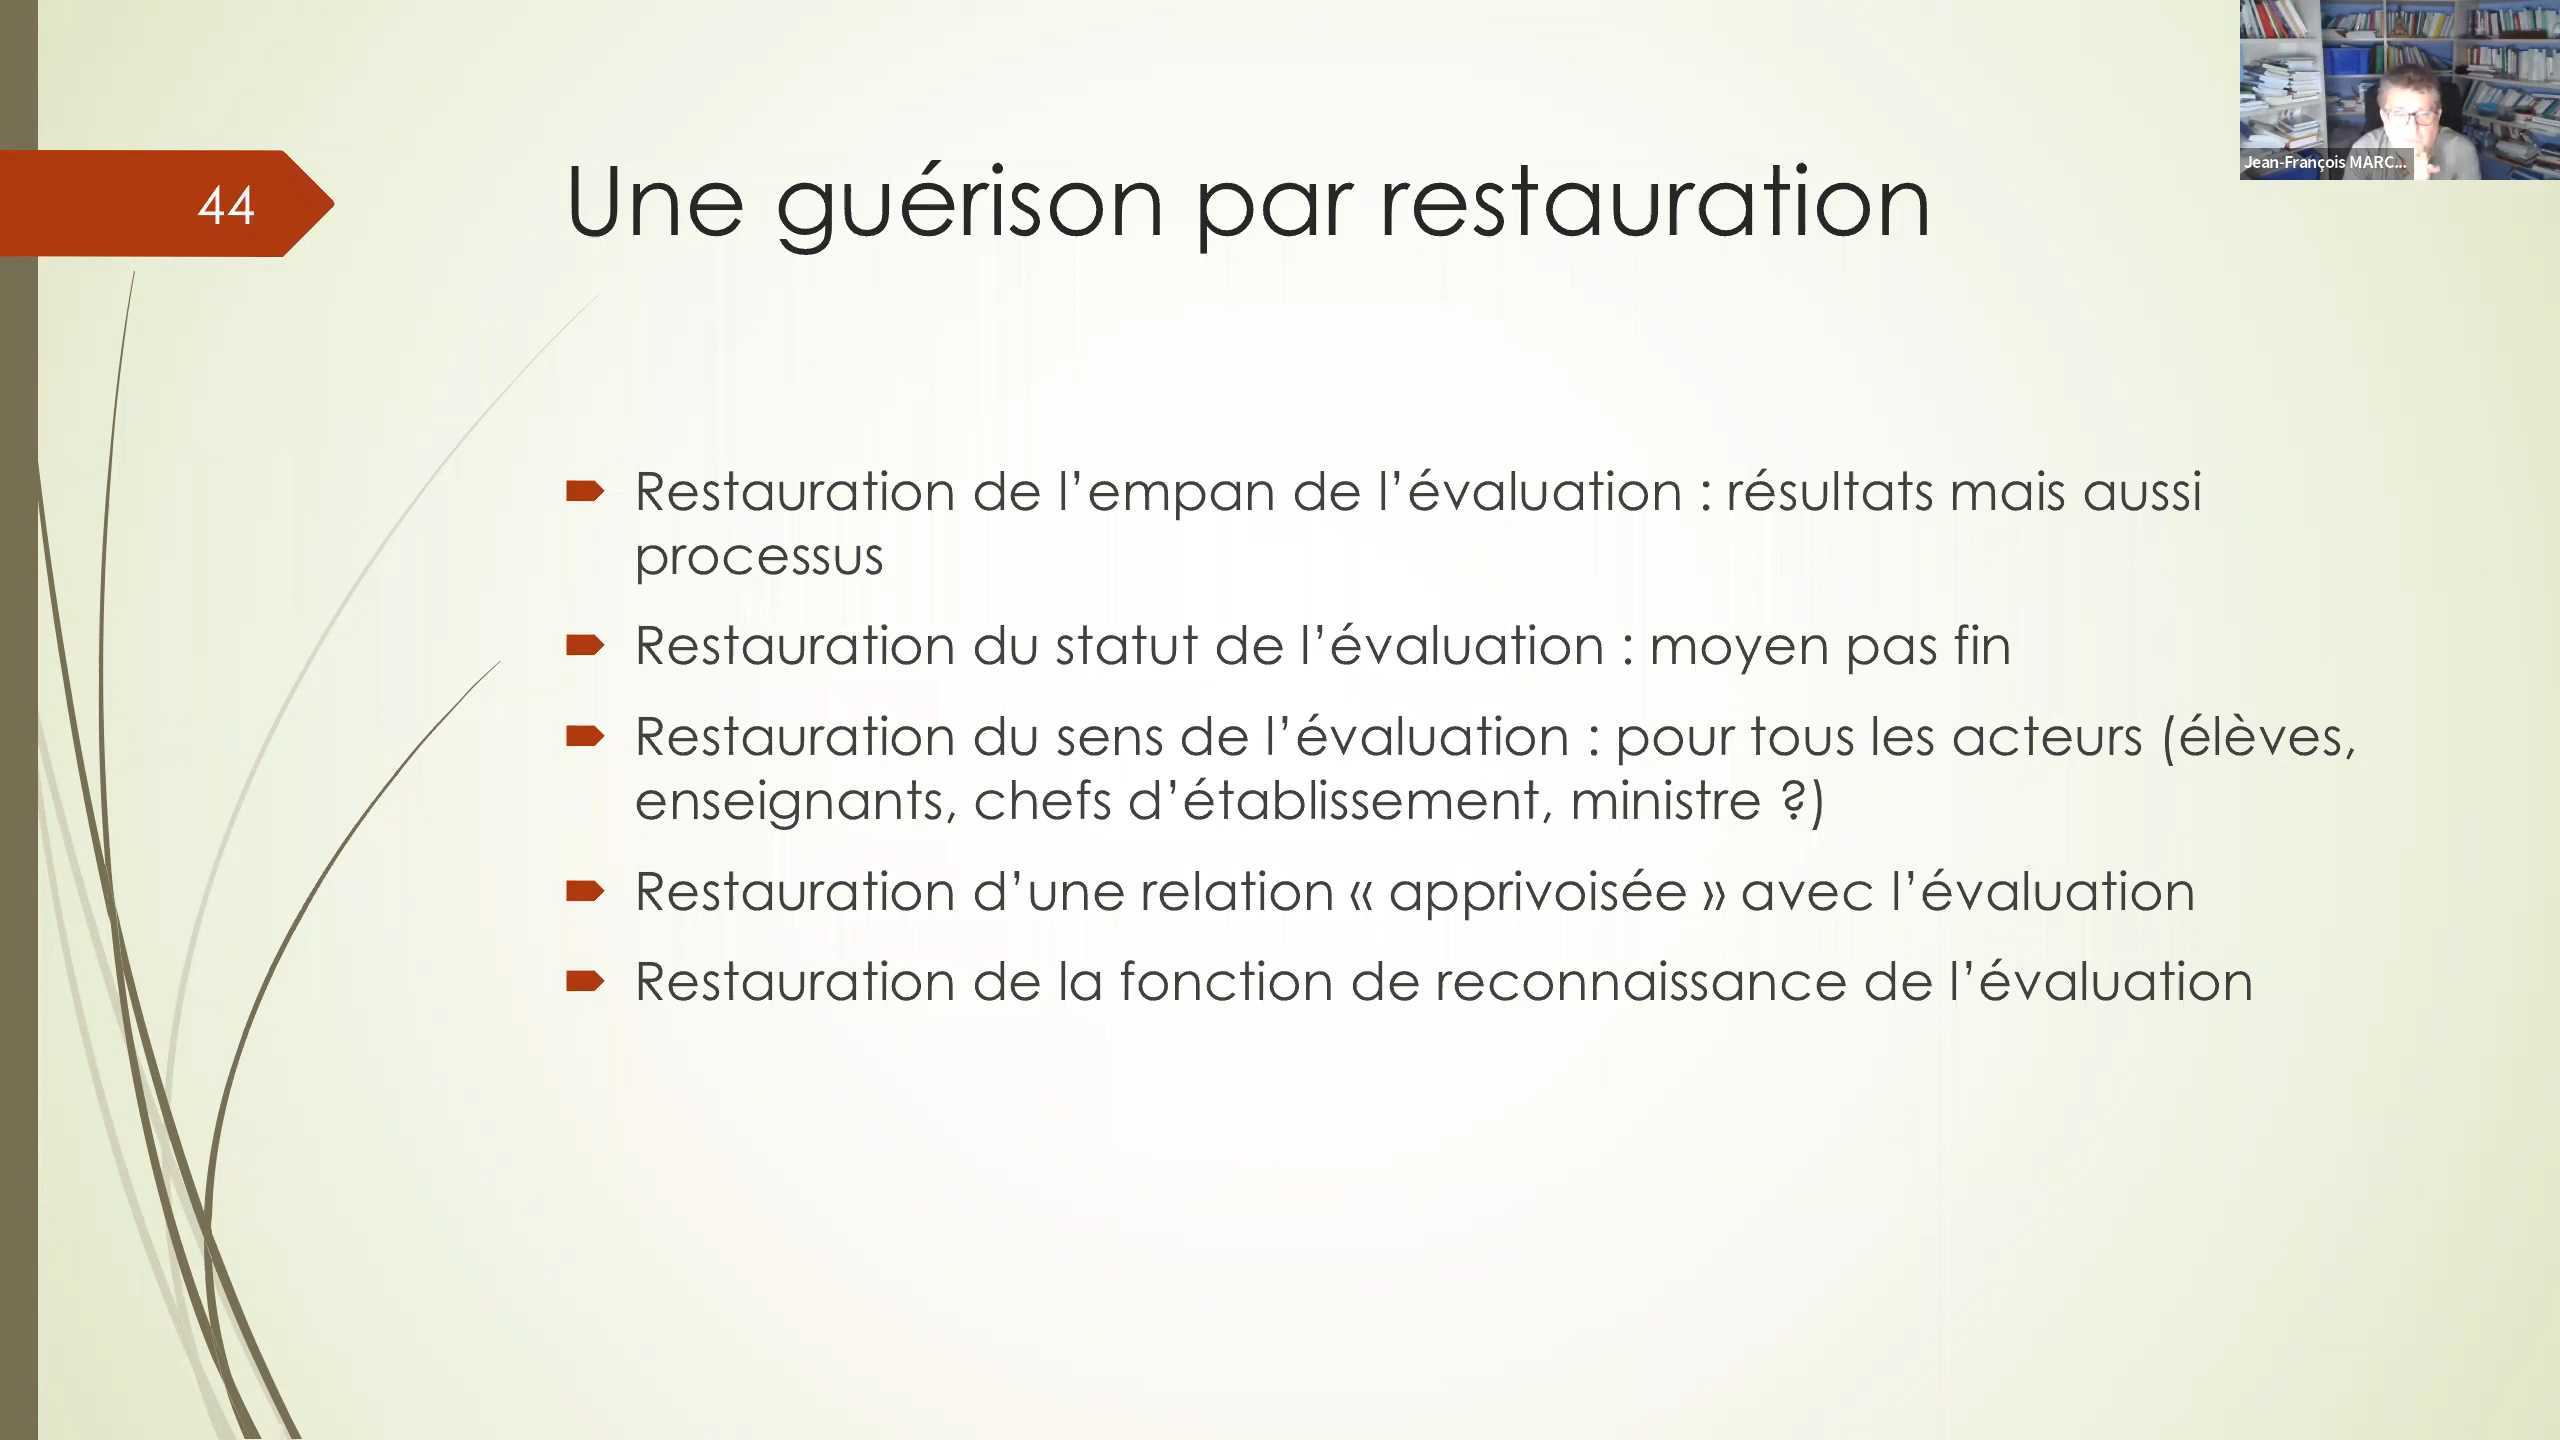 44
Une guérison par restauration
Jean-François MARC...
Restauration de l’empan de l’évaluation : résultats mais aussi
processus
Restauration du statut de l’évaluation : moyen pas fin
Restauration du sens de l’évaluation : pour tous les acteurs (élèves,
enseignants, chefs d’établissement, ministre ?)
Restauration d’une relation « apprivoisée » avec l’évaluation
Restauration de la fonction de reconnaissance de l’évaluation